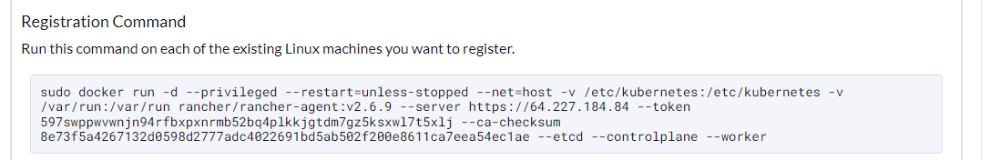 Registration Command
Run this command on each of the existing Linux machines you want to register.
sudo docker run -d --privileged --restart=unless-stopped --net=host -v /etc/kubernetes:/etc/kubernetes -v
/var/run:/var/run rancher/rancher-agent:v2.6.9 --server https://64.227.184.84 --token
597swppwvwnjn94rfbxpxnrmb52bq4plkkjgtdm7gz5ksxwl7t5xlj --ca-checksum
8e73f5a4267132d0598d2777adc4022691bd5ab502f200e8611ca7eea54ec1ae --etcd --controlplane --worker